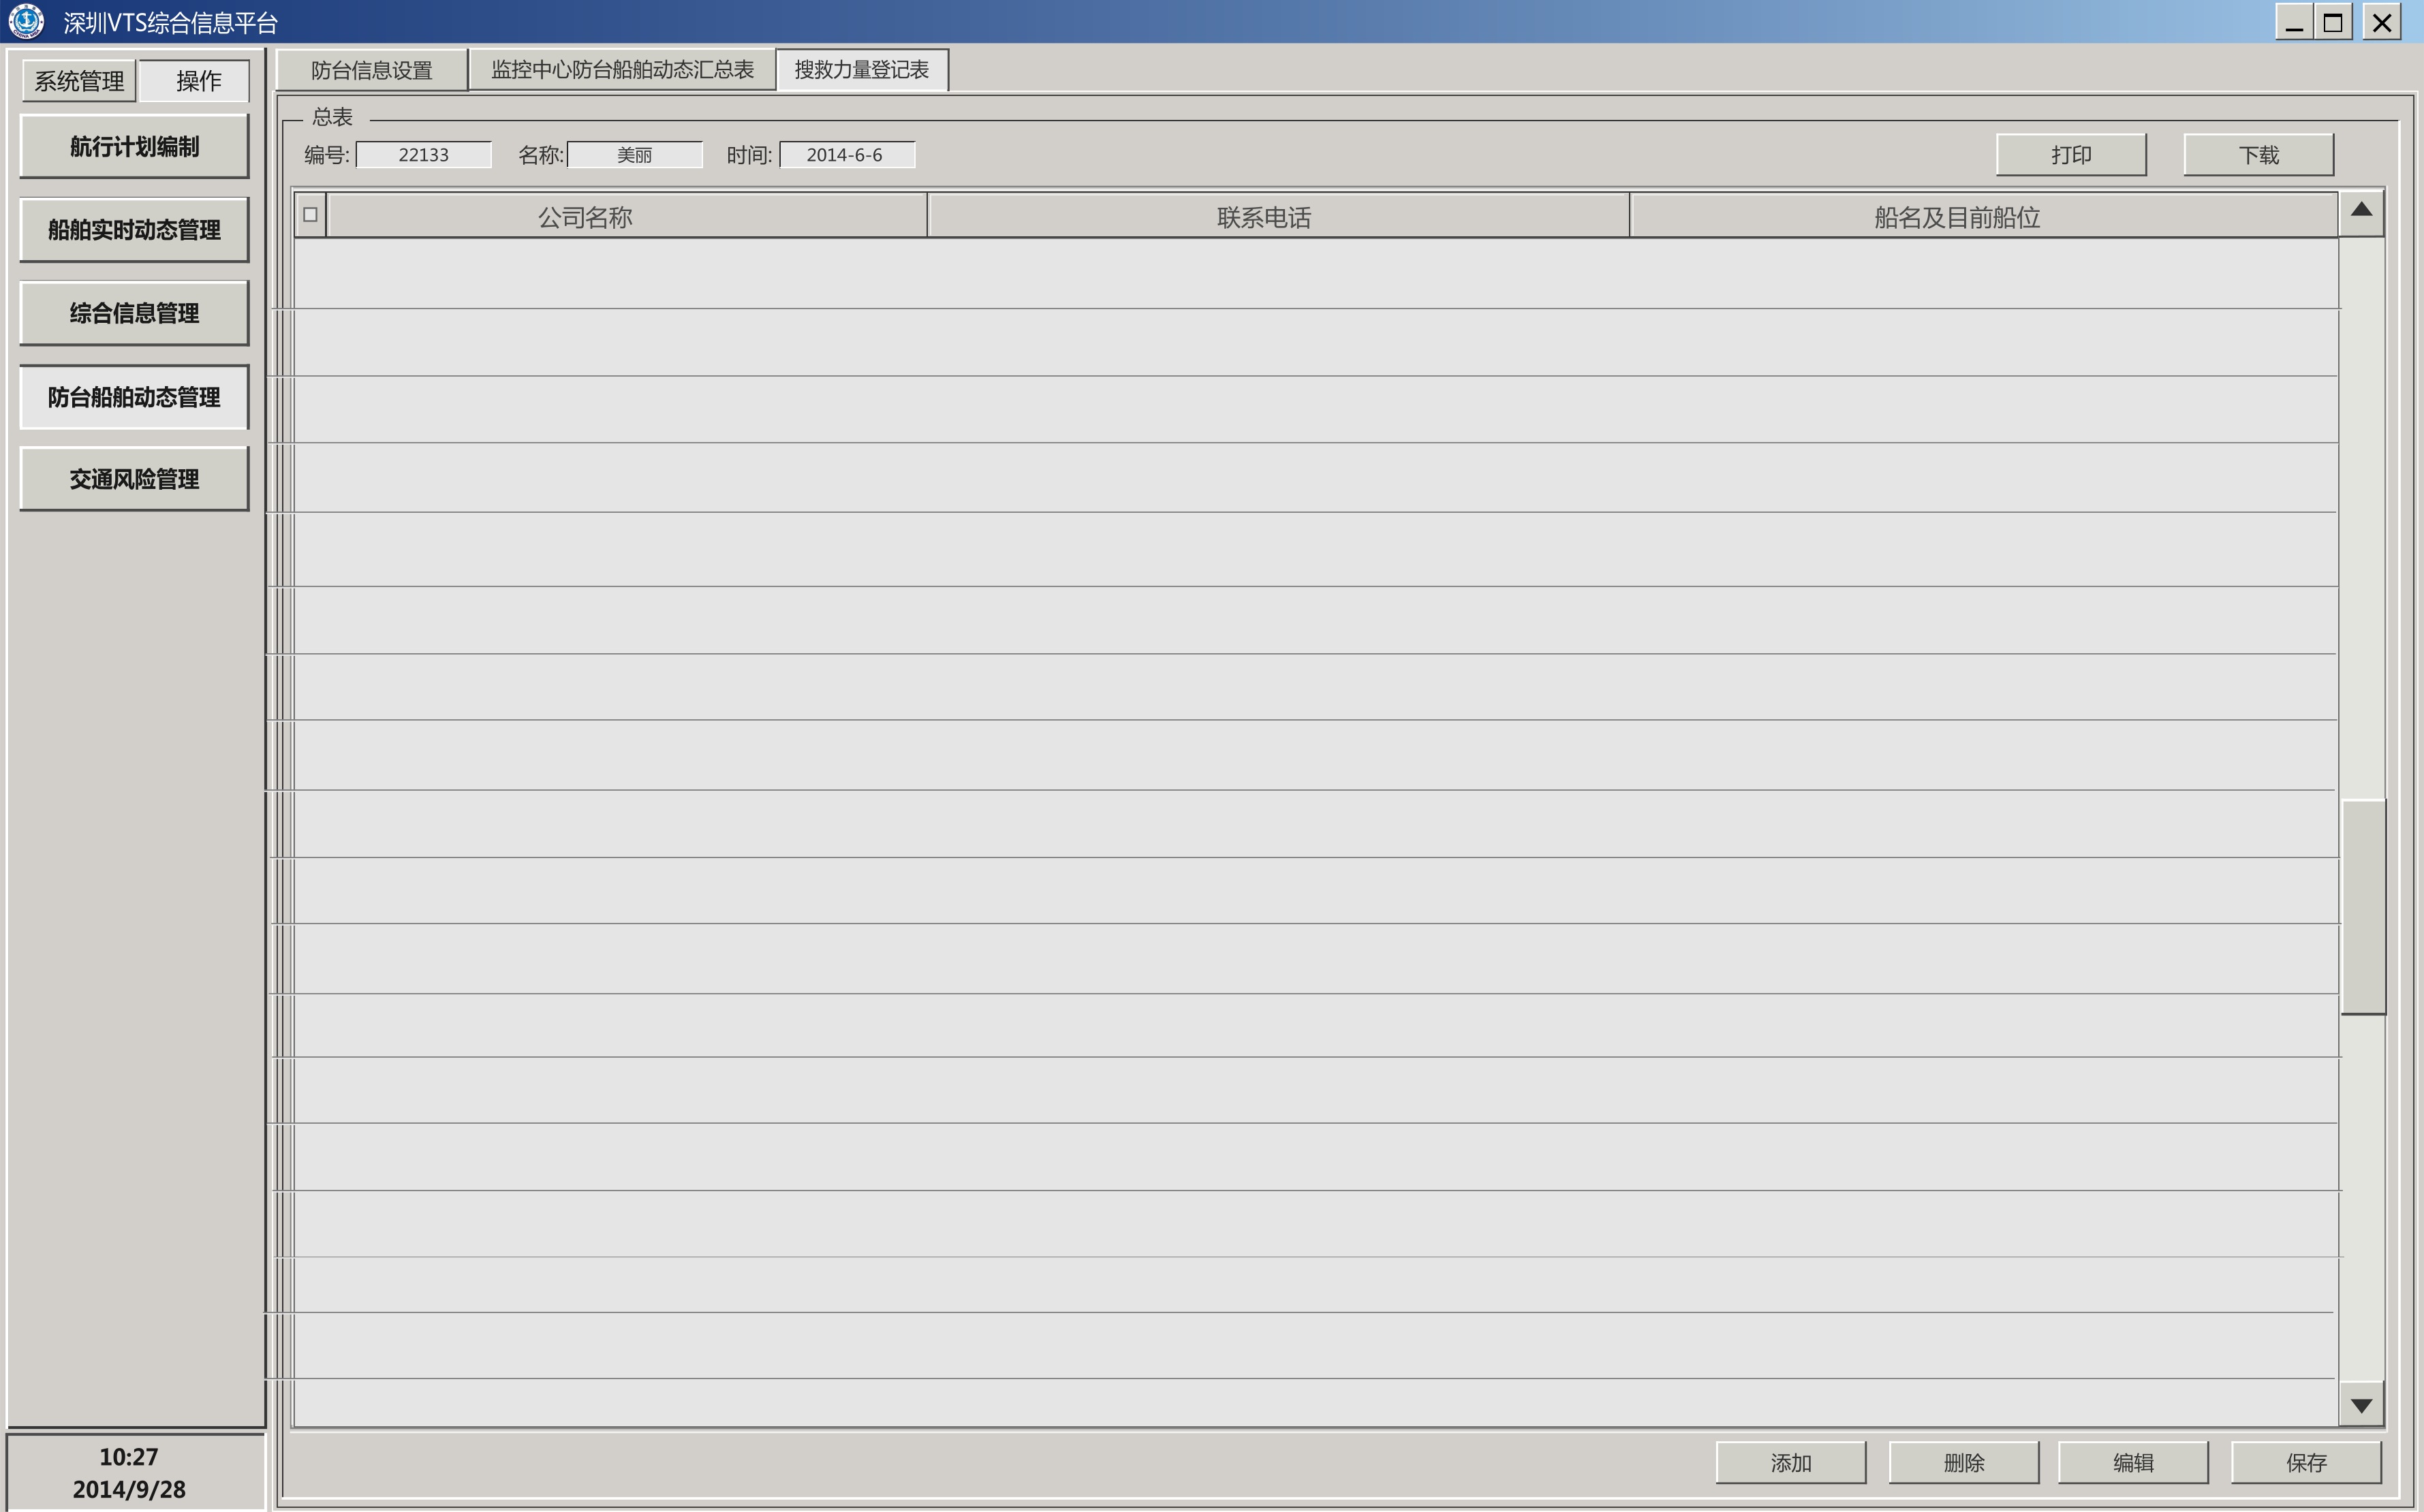 深圳VTS综合信息平台
系统管理 操作
航行计划编制
船舶实时动态管理
综合信息管理
防台船舶动态管理
交通风险管理
10:27
2014/9/28
防台信息设置 监控中心防台船舶动态汇总表 搜救力量登记表
总表
编号: 22133 名称: 美丽 时间: 2014-6-6 打印 下载
公司名称 联系电话 船名及目前船位
添加 删除 编辑 保存